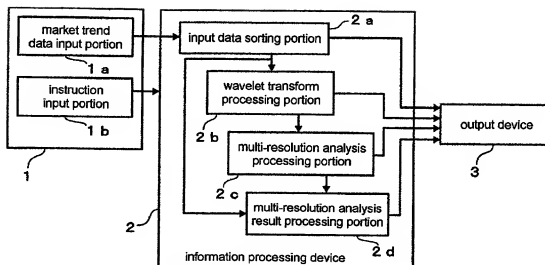 market trend
data input portion
1 a
instruction
input portion
1 b
1
2 a
input data sorting portion
wavelet transform
processing portion
2 b
multi-resolution analysis
processing portion
2 c
multi-resolution analysis
result processing portion
2 d
2
information processing device
output device
3